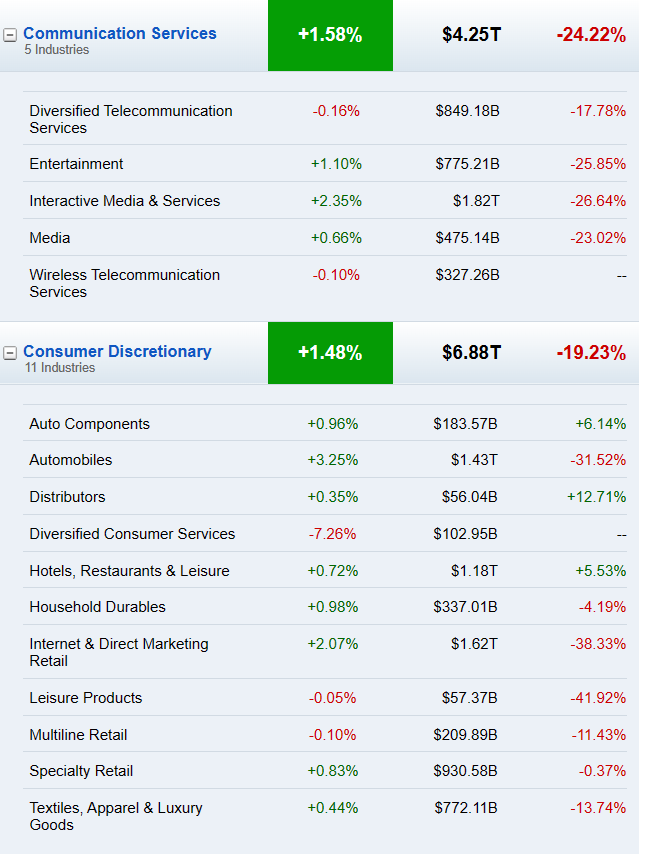 Communication Services +1.58% $4.25T -24.22%
5 Industries
Diversified Telecommunication
Services -0.16% $849.18B -17.78%
Entertainment +1.10% $775.21B -25.85%
Interactive Media & Services +2.35% $1.82T -26.64%
Media +0.66% $475.14B -23.02%
Wireless Telecommunication
Services -0.10% $327.26B --
Consumer Discretionary +1.48% $6.88T -19.23%
11 Industries
Auto Components +0.96% $183.57B +6.14%
Automobiles +3.25% $1.43T -31.52%
Distributors +0.35% $56.04B +12.71%
Diversified Consumer Services -7.26% $102.95B --
Hotels, Restaurants & Leisure +0.72% $1.18T +5.53%
Household Durables +0.98% $337.01B -4.19%
Internet & Direct Marketing
Retail +2.07% $1.62T -38.33%
Leisure Products -0.05% $57.37B -41.92%
Multiline Retail -0.10% $209.89B -11.43%
Specialty Retail +0.83% $930.58B -0.37%
Textiles, Apparel & Luxury
Goods +0.44% $772.11B -13.74%